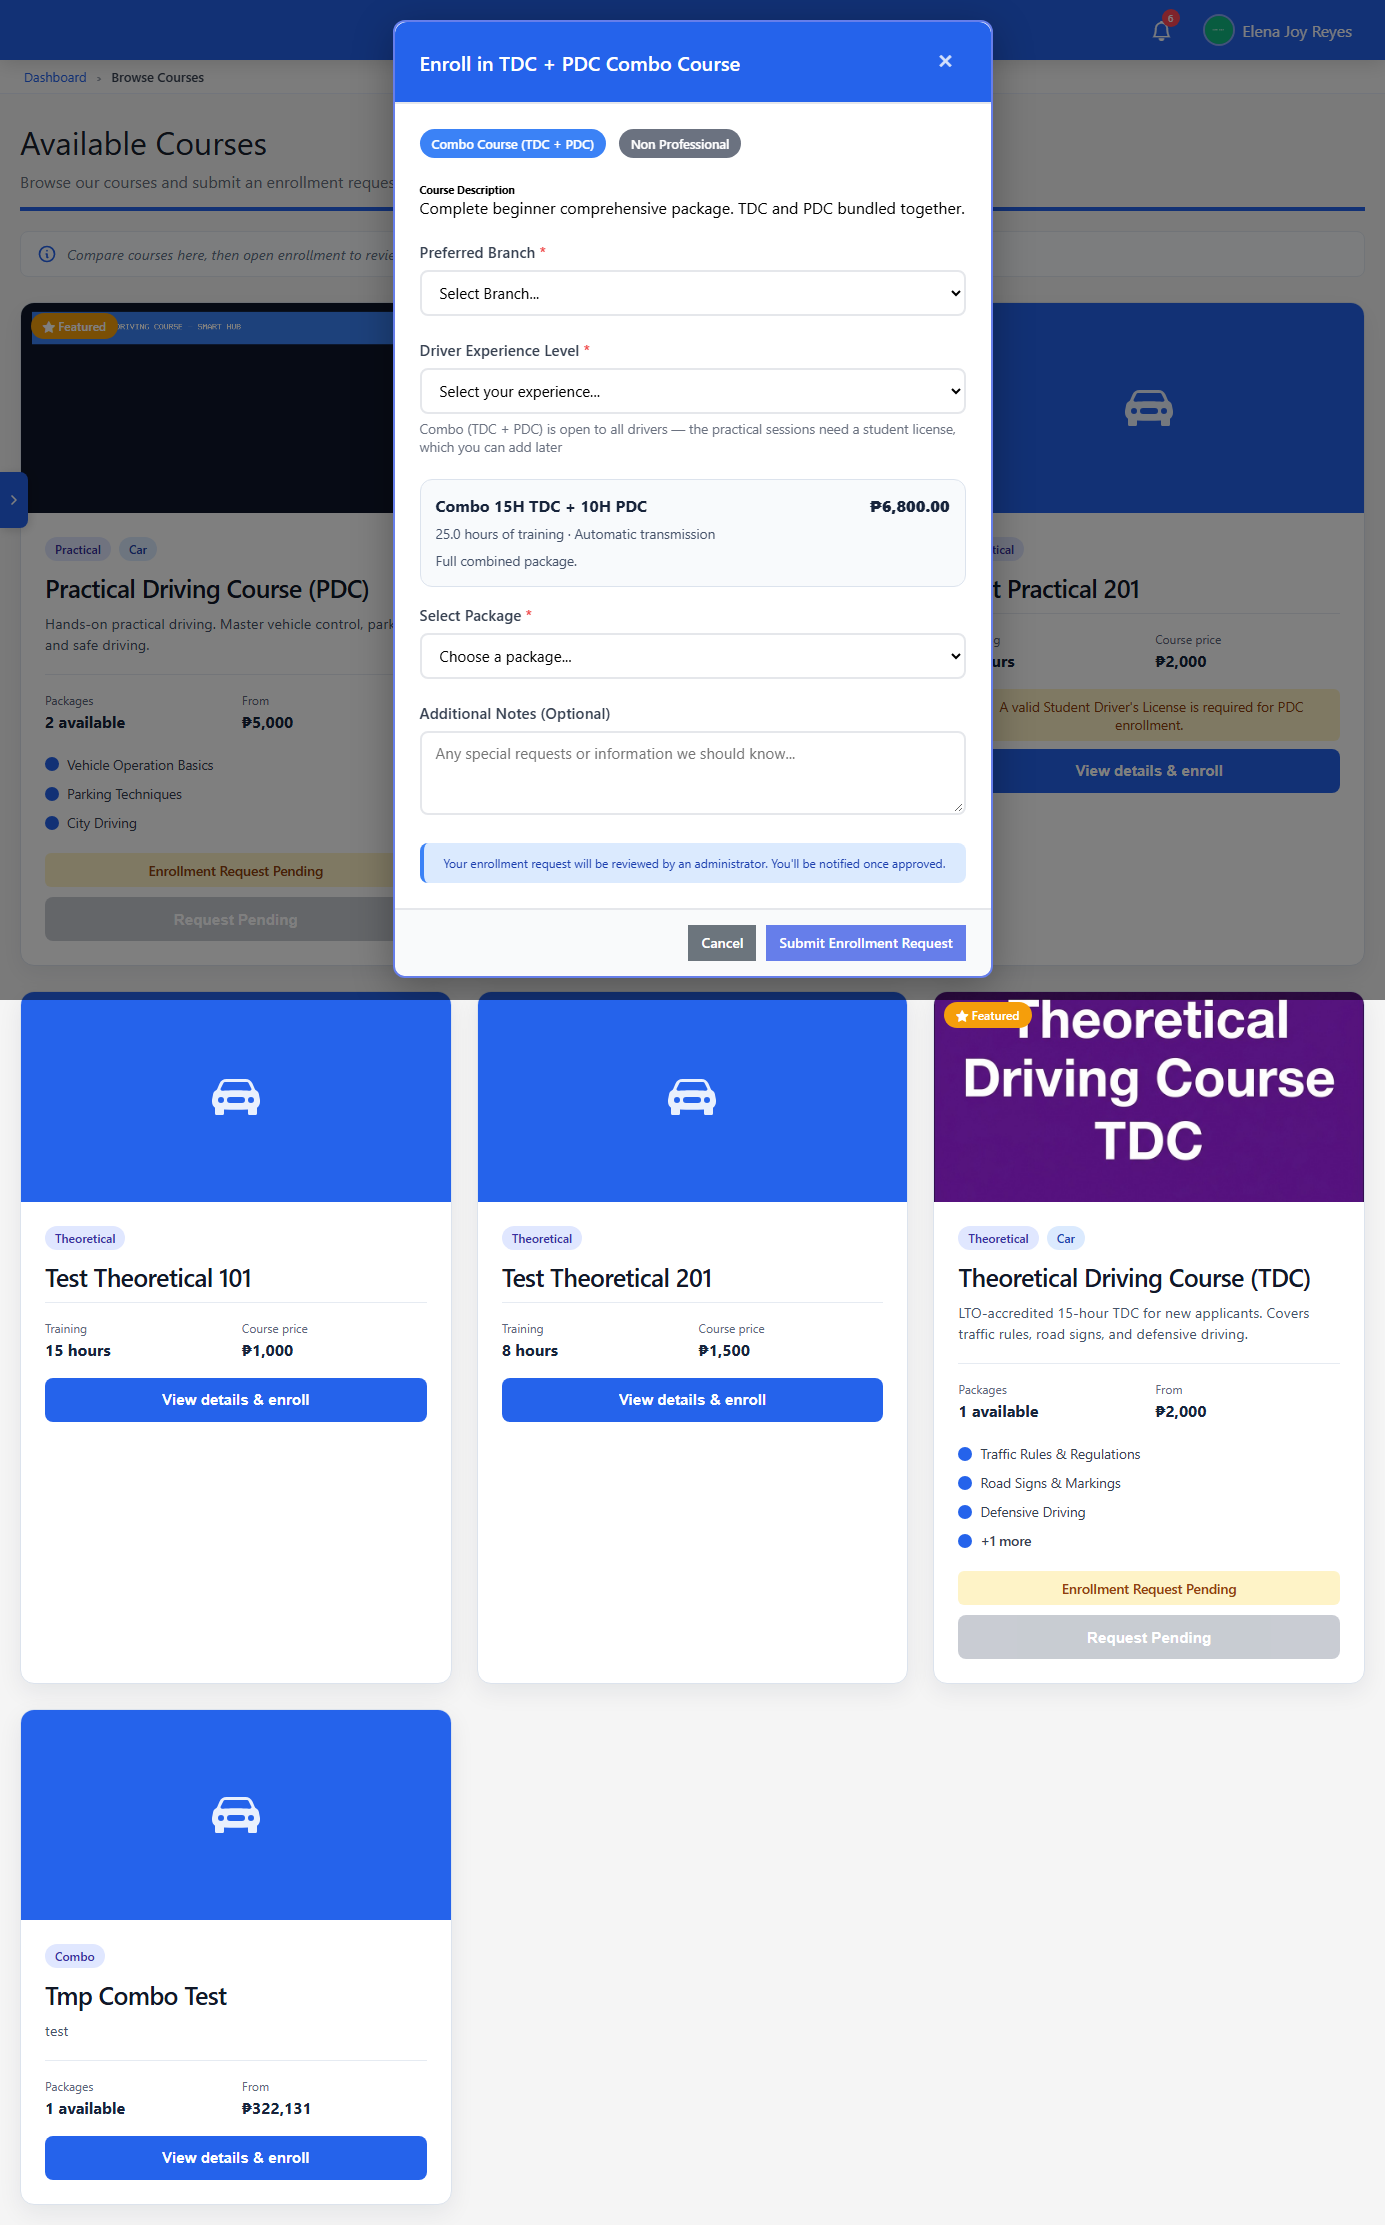 6
Elena Joy Reyes
Dashboard › Browse Courses
Available Courses
Browse our courses and submit an enrollment
Compare courses here, then open enrollment to
Enroll in TDC + PDC Combo Course
×
Combo Course (TDC + PDC)
Non Professional
Course Description
Complete beginner comprehensive package. TDC and PDC bundled together.
Preferred Branch *
Select Branch...
Driver Experience Level *
Select your experience...
Combo (TDC + PDC) is open to all drivers — the practical sessions need a student license,
which you can add later
Combo 15H TDC + 10H PDC
₱6,800.00
25.0 hours of training · Automatic transmission
Full combined package.
Select Package *
Choose a package...
Additional Notes (Optional)
Any special requests or information we should know...
Your enrollment request will be reviewed by an administrator. You'll be notified once approved.
Cancel
Submit Enrollment Request
Featured
DRIVING COURSE SMART HUB
Practical
Car
Practical Driving Course (PDC)
Hands-on practical driving. Master vehicle control,
and safe driving.
Packages
2 available
From
₱5,000
Vehicle Operation Basics
Parking Techniques
City Driving
Enrollment Request Pending
Request Pending
Practical 201
Course price
₱2,000
A valid Student Driver's License is required for PDC
enrollment.
View details & enroll
Theoretical
Test Theoretical 101
Training
15 hours
Course price
₱1,000
View details & enroll
Theoretical
Test Theoretical 201
Training
8 hours
Course price
₱1,500
View details & enroll
Featured
Theoretical
Driving Course
TDC
Theoretical
Car
Theoretical Driving Course (TDC)
LTO-accredited 15-hour TDC for new applicants. Covers
traffic rules, road signs, and defensive driving.
Packages
1 available
From
₱2,000
Traffic Rules & Regulations
Road Signs & Markings
Defensive Driving
+1 more
Enrollment Request Pending
Request Pending
Combo
Tmp Combo Test
test
Packages
1 available
From
₱322,131
View details & enroll